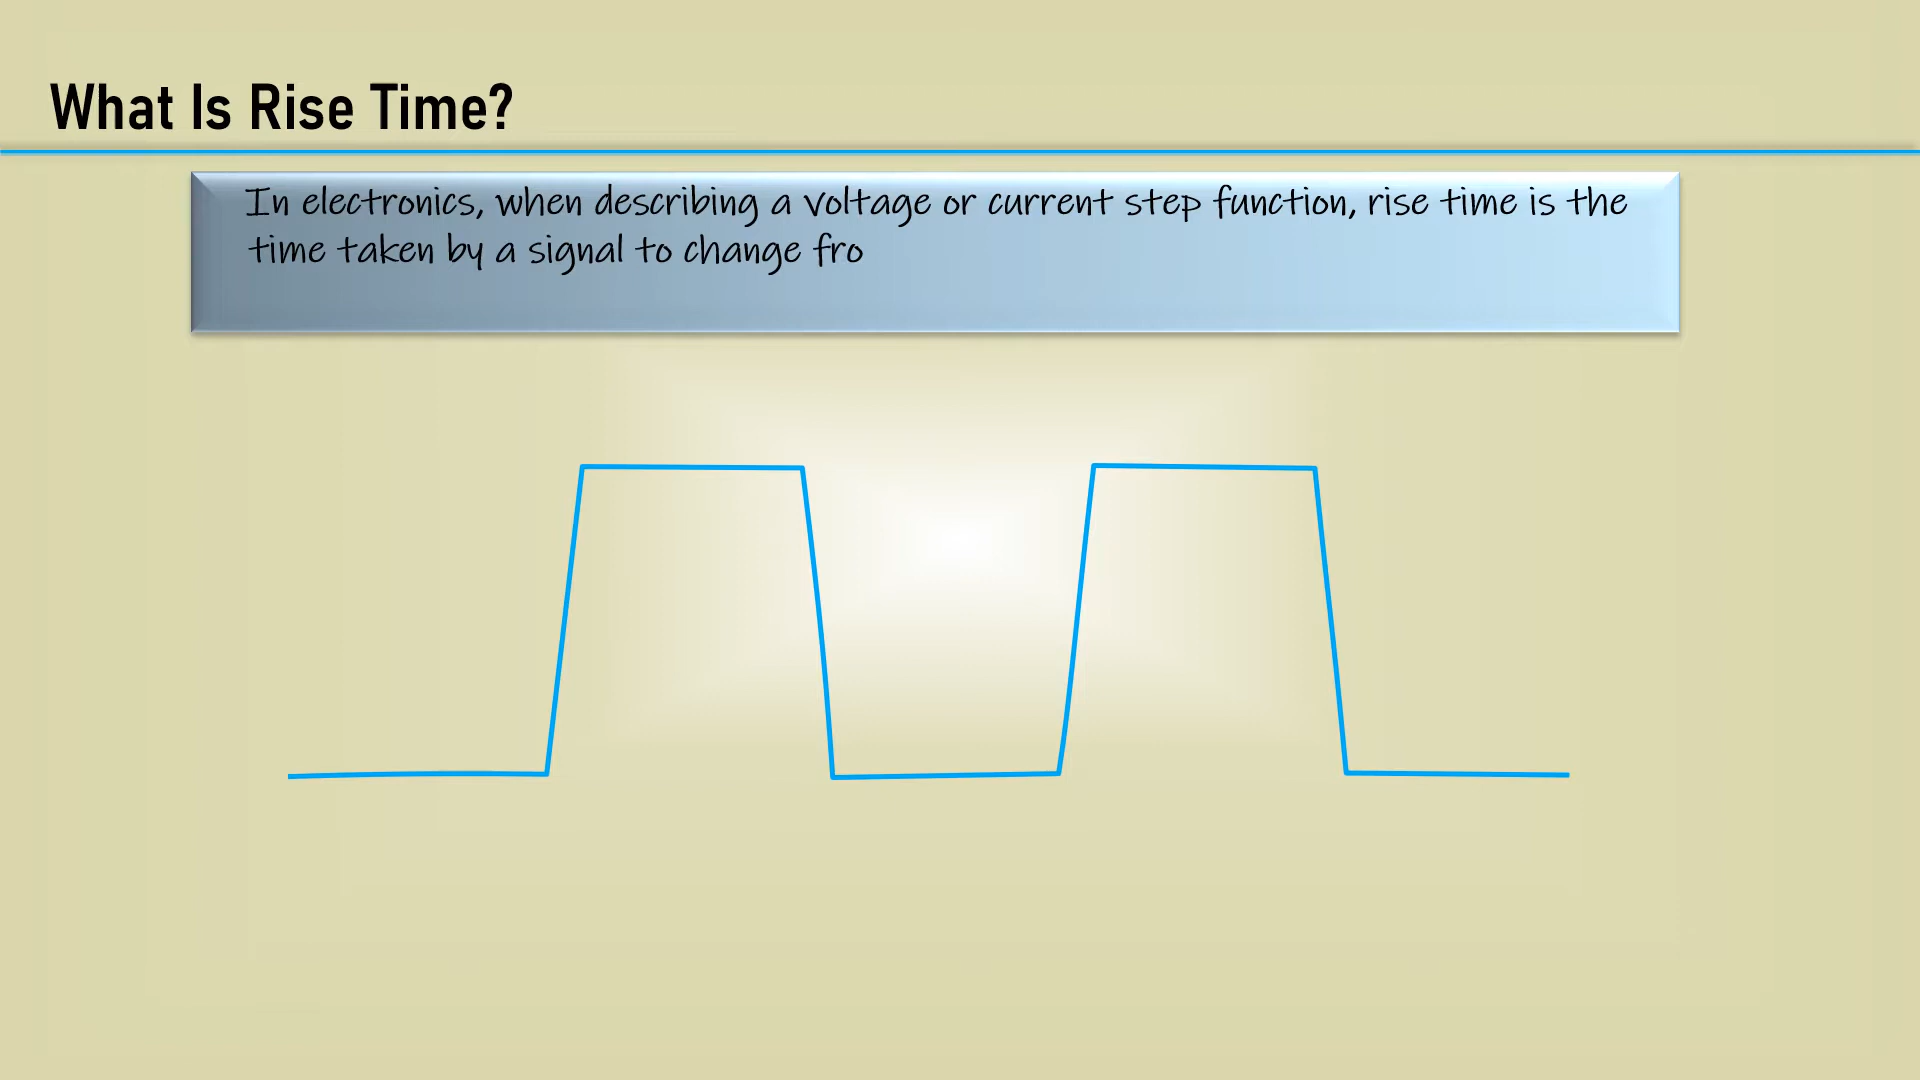 What Is Rise Time?
In electronics, when describing a voltage or current step function, rise time is the
time taken by a signal to change fro